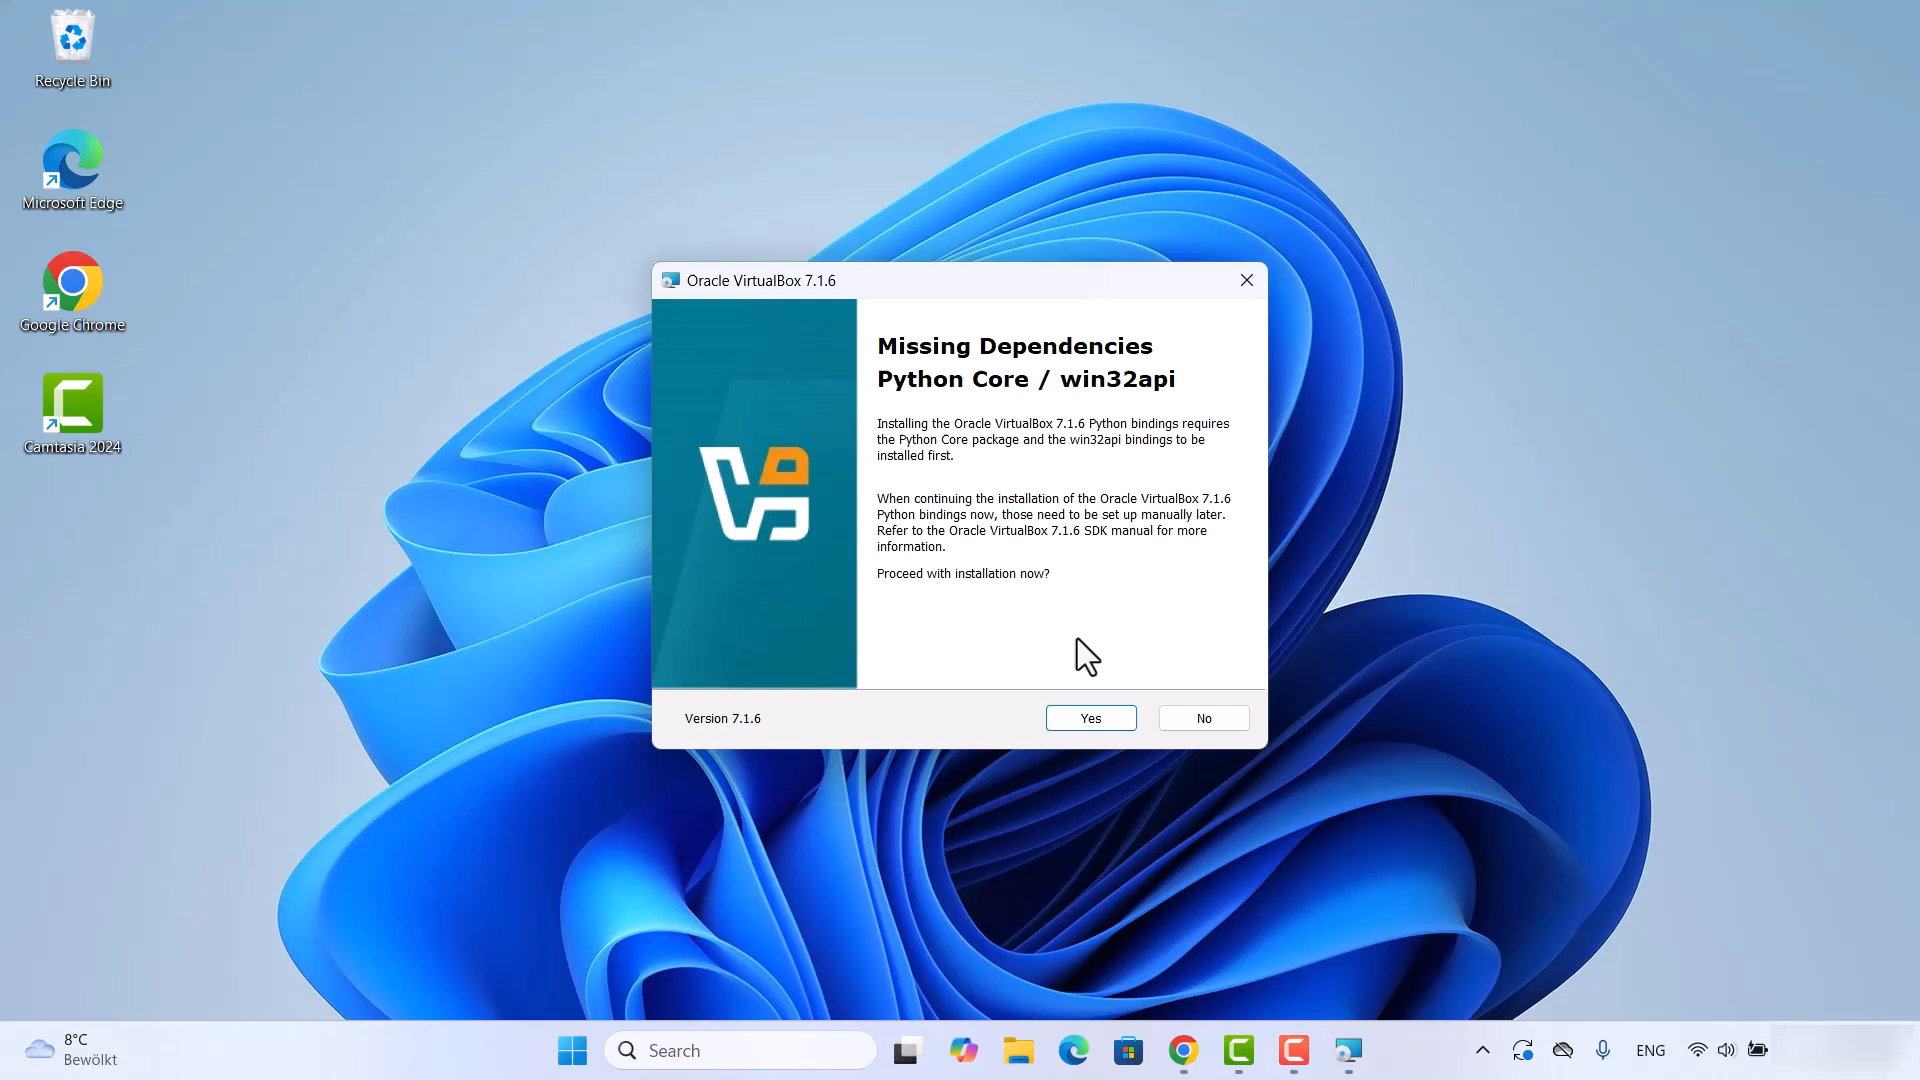 Recycle Bin
Microsoft Edge
Google Chrome
Camtasia 2024
Oracle VirtualBox 7.1.6
Missing Dependencies
Python Core / win32api
Installing the Oracle VirtualBox 7.1.6 Python bindings requires
the Python Core package and the win32api bindings to be
installed first.
When continuing the installation of the Oracle VirtualBox 7.1.6
Python bindings now, those need to be set up manually later.
Refer to the Oracle VirtualBox 7.1.6 SDK manual for more
information.
Proceed with installation now?
Version 7.1.6
Yes
No
8°C
Bewölkt
Search
ENG